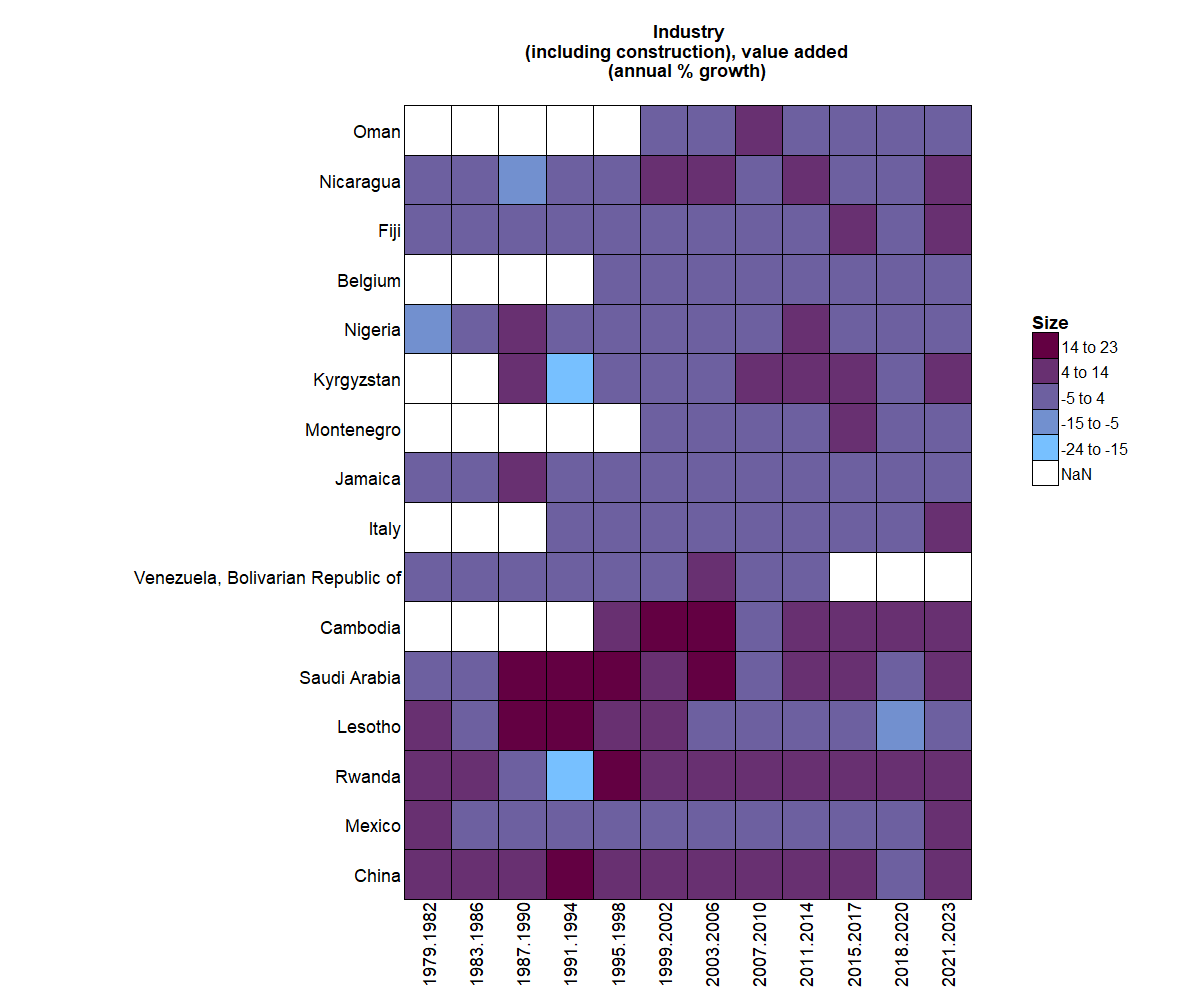 Industry
(including construction), value added
(annual % growth)
Oman
Nicaragua
Fiji
Belgium
Nigeria
Kyrgyzstan
Montenegro
Jamaica
Italy
Venezuela, Bolivarian Republic of
Cambodia
Saudi Arabia
Lesotho
Rwanda
Mexico
China
1979.1982
1983.1986
1987.1990
1991.1994
1995.1998
1999.2002
2003.2006
2007.2010
2011.2014
2015.2017
2018.2020
2021.2023
Size
14 to 23
4 to 14
-5 to 4
-15 to -5
-24 to -15
NaN